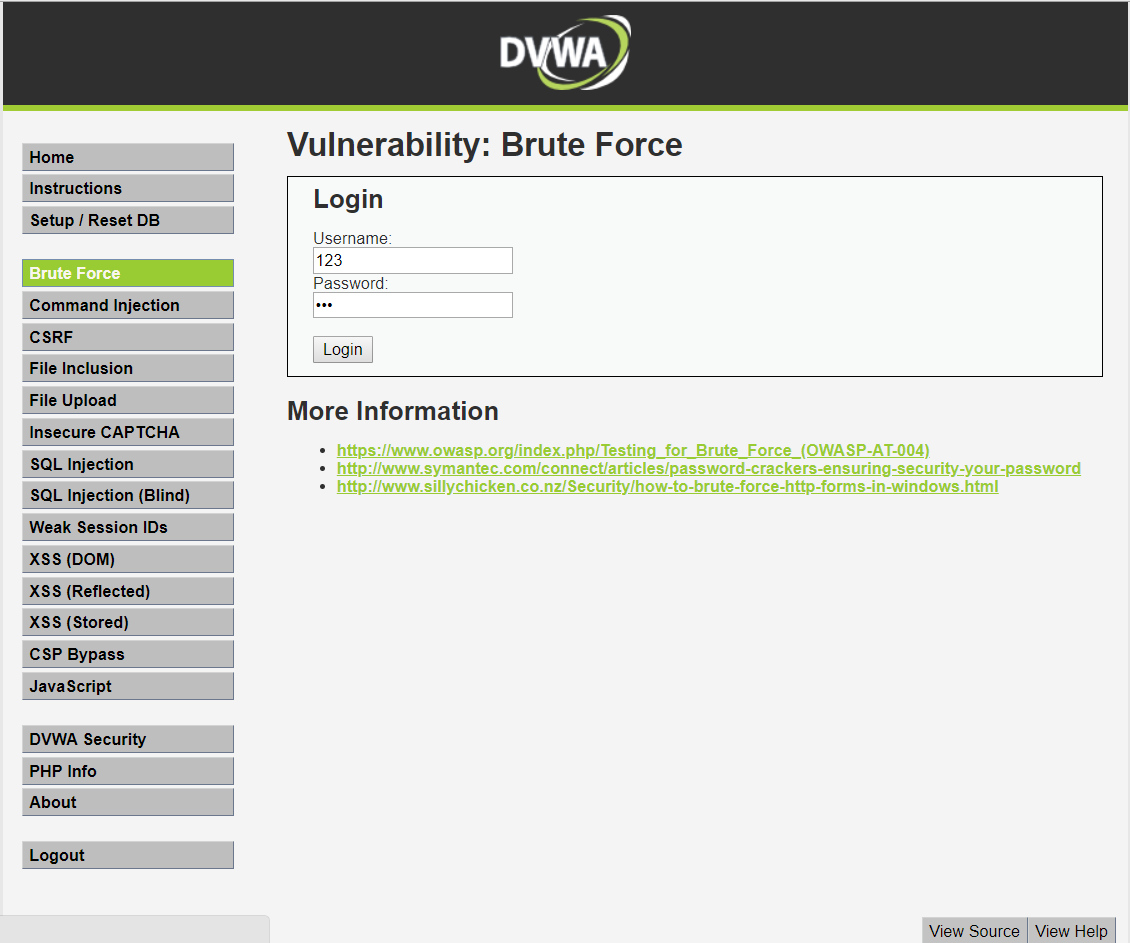 DVWA
Home
Instructions
Setup / Reset DB
Brute Force
Command Injection
CSRF
File Inclusion
File Upload
Insecure CAPTCHA
SQL Injection
SQL Injection (Blind)
Weak Session IDs
XSS (DOM)
XSS (Reflected)
XSS (Stored)
CSP Bypass
JavaScript
DVWA Security
PHP Info
About
Logout
Vulnerability: Brute Force
Login
Username:
123
Password:
•••
Login
More Information
• https://www.owasp.org/index.php/Testing_for_Brute_Force_(OWASP-AT-004)
• http://www.symantec.com/connect/articles/password-crackers-ensuring-security-your-password
• http://www.sillychicken.co.nz/Security/how-to-brute-force-http-forms-in-windows.html
View Source View Help